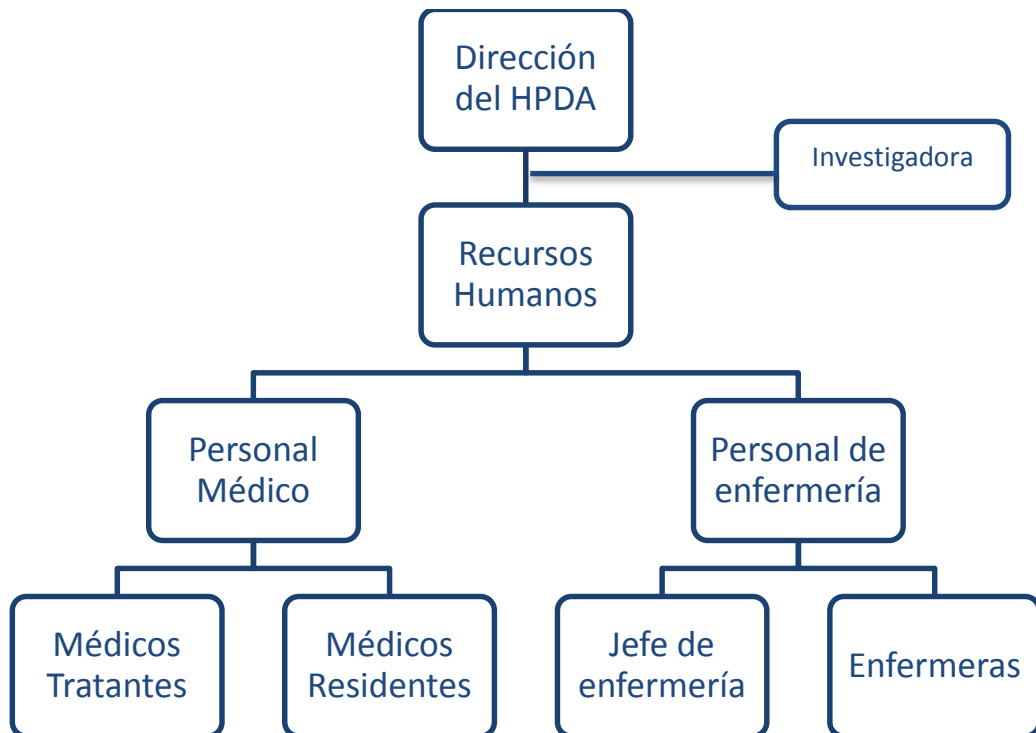 Dirección
del HPDA
Investigadora
Recursos
Humanos
Personal
Médico
Personal de
enfermería
Médicos
Tratantes
Médicos
Residentes
Jefe de
enfermería
Enfermeras